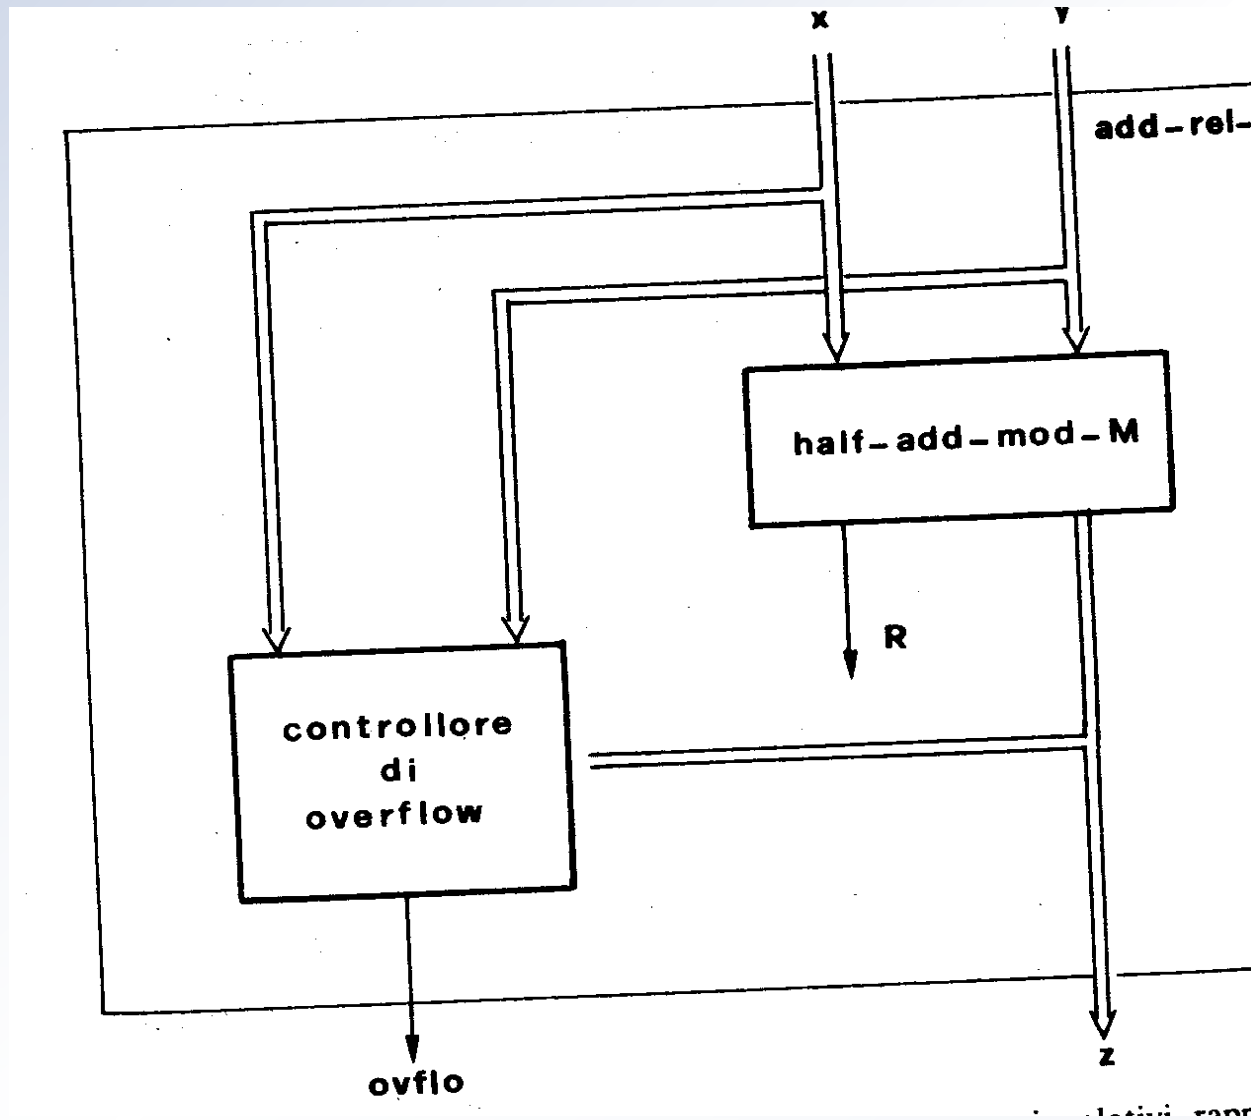 x
add-rel-
half-add-mod-M
R
controllore
di
overflow
ovflo
z